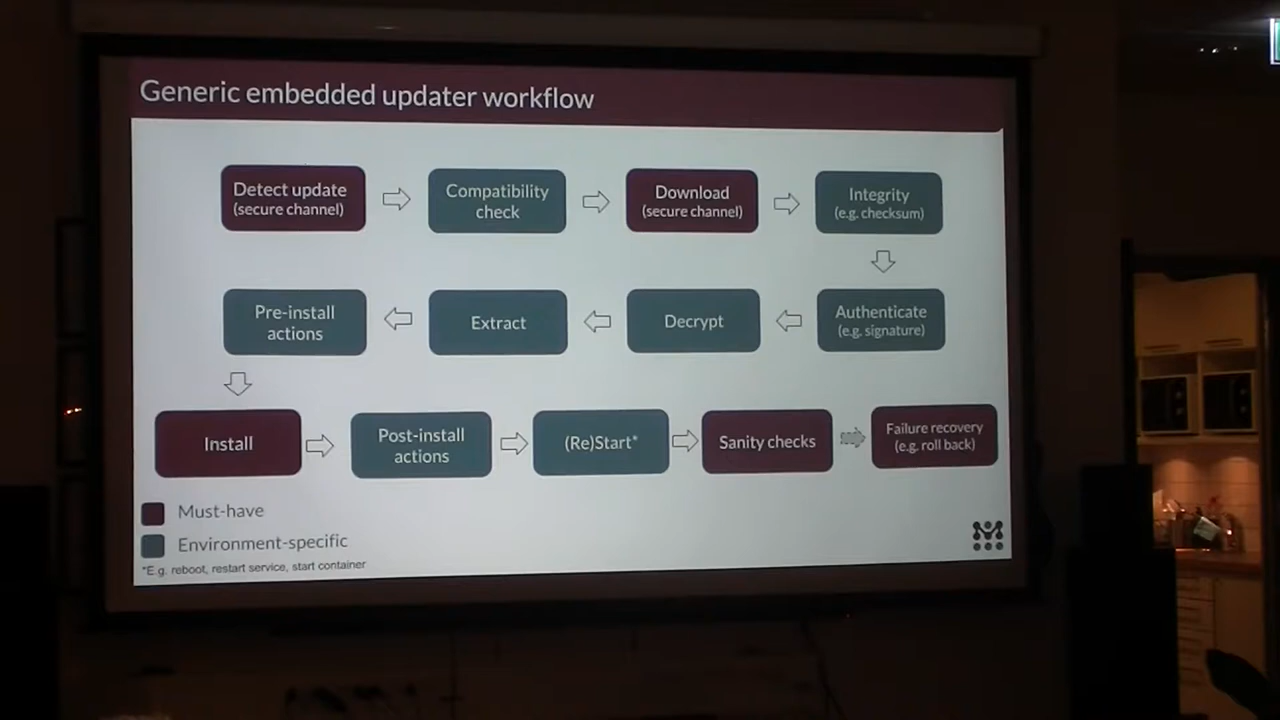 Generic embedded updater workflow
Detect update
(secure channel)
Compatibility
check
Download
(secure channel)
Integrity
(e.g. checksum)
Authenticate
(e.g. signature)
Decrypt
Extract
Pre-install
actions
Install
Post-install
actions
(Re)Start*
Sanity checks
Failure recovery
(e.g. roll back)
Must-have
Environment-specific
*E.g. reboot, restart service, start container